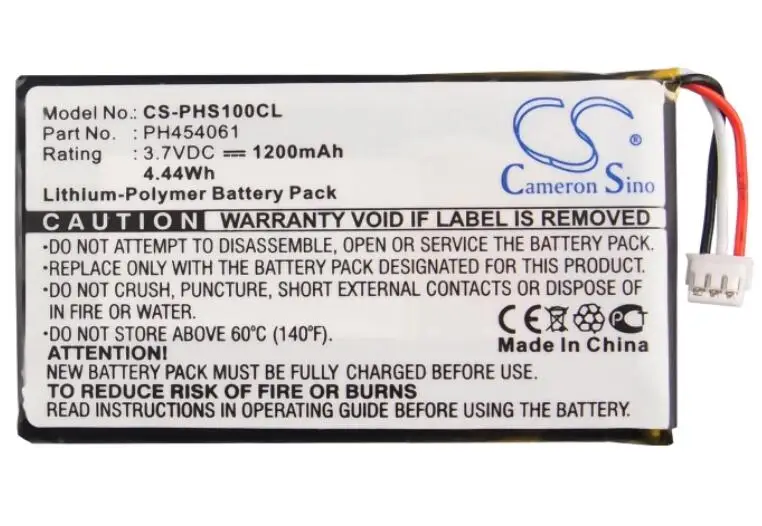 Model No.: CS-PHS100CL
Part No. : PH454061
Rating : 3.7VDC ⎓ 1200mAh
4.44Wh
Lithium-Polymer Battery Pack
CS
®
Cameron Sino
CAUTION WARRANTY VOID IF LABEL IS REMOVED
•DO NOT ATTEMPT TO DISASSEMBLE, OPEN OR SERVICE BATTERY PACK.
•REPLACE ONLY WITH THE BATTERY PACK DESIGNATED FOR THIS EQUIPMENT.
•DO NOT CRUSH, PUNCTURE, SHORT EXTERNAL CONTACTS OR DISPOSE OF
IN FIRE OR WATER.
•DO NOT STORE ABOVE 60°C (140°F).
CE PCT
Made In China
ATTENTION!
NEW BATTERY PACK MUST BE FULLY CHARGED BEFORE USE
TO REDUCE RISK OF FIRE OR BURNS
READ INSTRUCTIONS IN OPERATING GUIDE BEFORE USING THE BATTERY.